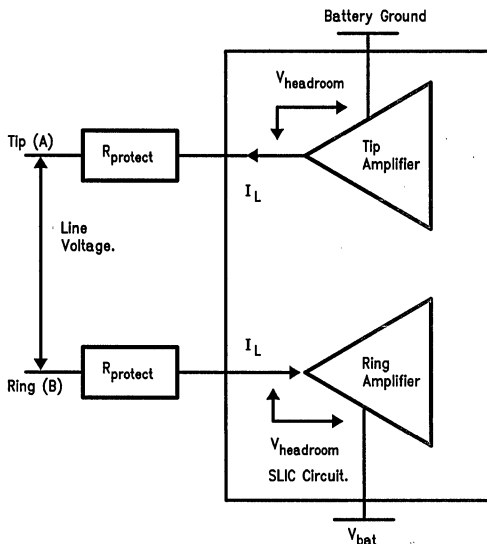 Battery Ground
V_headroom
Tip (A)
R_protect
Tip
Amplifier
I_L
Line
Voltage.
I_L
R_protect
Ring
Amplifier
Ring (B)
V_headroom
SLIC Circuit.
V_bat